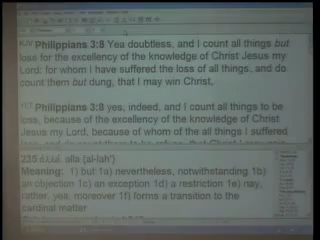 KJV Philippians 3:8 Yea doubtless, and I count all things but
loss for the excellency of the knowledge of Christ Jesus my
Lord: for whom I have suffered the loss of all things, and do
count them but dung, that I may win Christ,
YLT Philippians 3:8 yes, indeed, and I count all things to be
loss, because of the excellency of the knowledge of Christ
Jesus my Lord, because of whom of the all things I suffered
235 ἀλλά alla (al-lah')
Meaning: 1) but 1a) nevertheless, notwithstanding 1b)
an objection 1c) an exception 1d) a restriction 1e) nay,
rather, yea, moreover 1f) forms a transition to the
cardinal matter